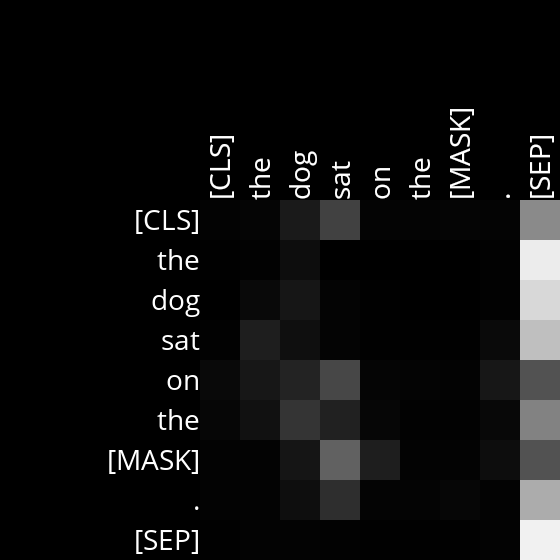 [CLS] the dog sat on the [MASK] . [SEP]
[CLS]
the
dog
sat
on
the
[MASK]
.
[SEP]